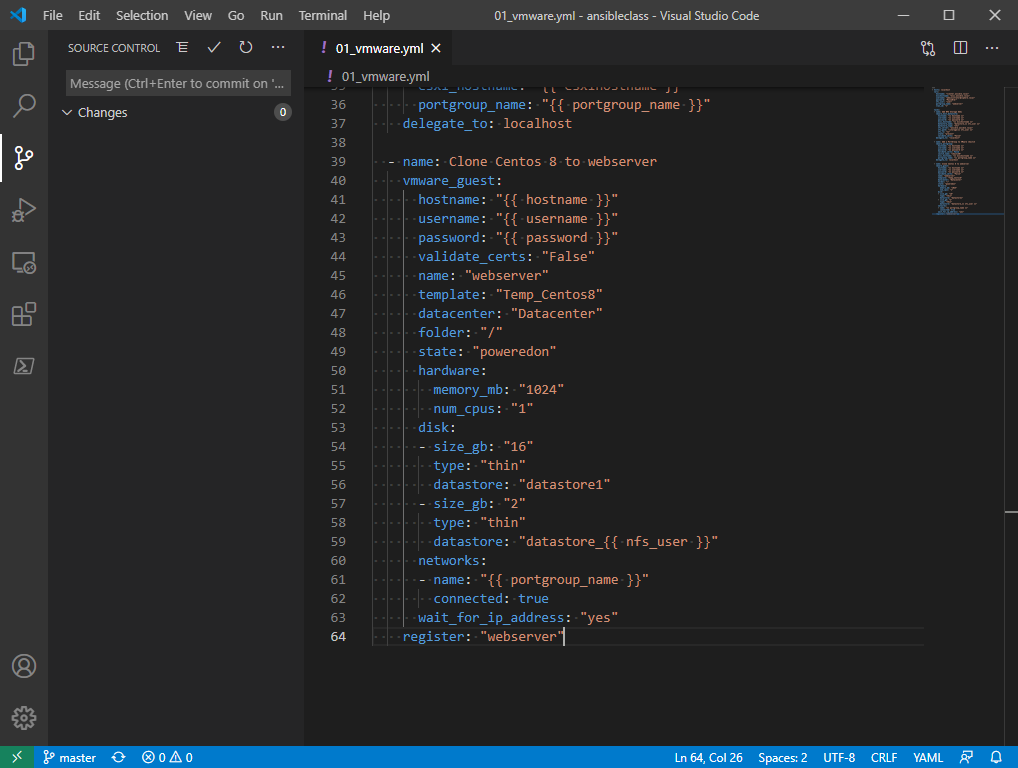 File Edit Selection View Go Run Terminal Help 01_vmware.yml - ansibleclass - Visual Studio Code
SOURCE CONTROL
! 01_vmware.yml
Message (Ctrl+Enter to commit on '...
! 01_vmware.yml
Changes 0
35 esxi_hostname: "{{ esxihostname }}"
36 portgroup_name: "{{ portgroup_name }}"
37 delegate_to: localhost
38
39 - name: Clone Centos 8 to webserver
40 vmware_guest:
41 hostname: "{{ hostname }}"
42 username: "{{ username }}"
43 password: "{{ password }}"
44 validate_certs: "False"
45 name: "webserver"
46 template: "Temp_Centos8"
47 datacenter: "Datacenter"
48 folder: "/"
49 state: "poweredon"
50 hardware:
51 memory_mb: "1024"
52 num_cpus: "1"
53 disk:
54 - size_gb: "16"
55 type: "thin"
56 datastore: "datastore1"
57 - size_gb: "2"
58 type: "thin"
59 datastore: "datastore_{{ nfs_user }}"
60 networks:
61 - name: "{{ portgroup_name }}"
62 connected: true
63 wait_for_ip_address: "yes"
64 register: "webserver"
master 0 0 Ln 64, Col 26 Spaces: 2 UTF-8 CRLF YAML